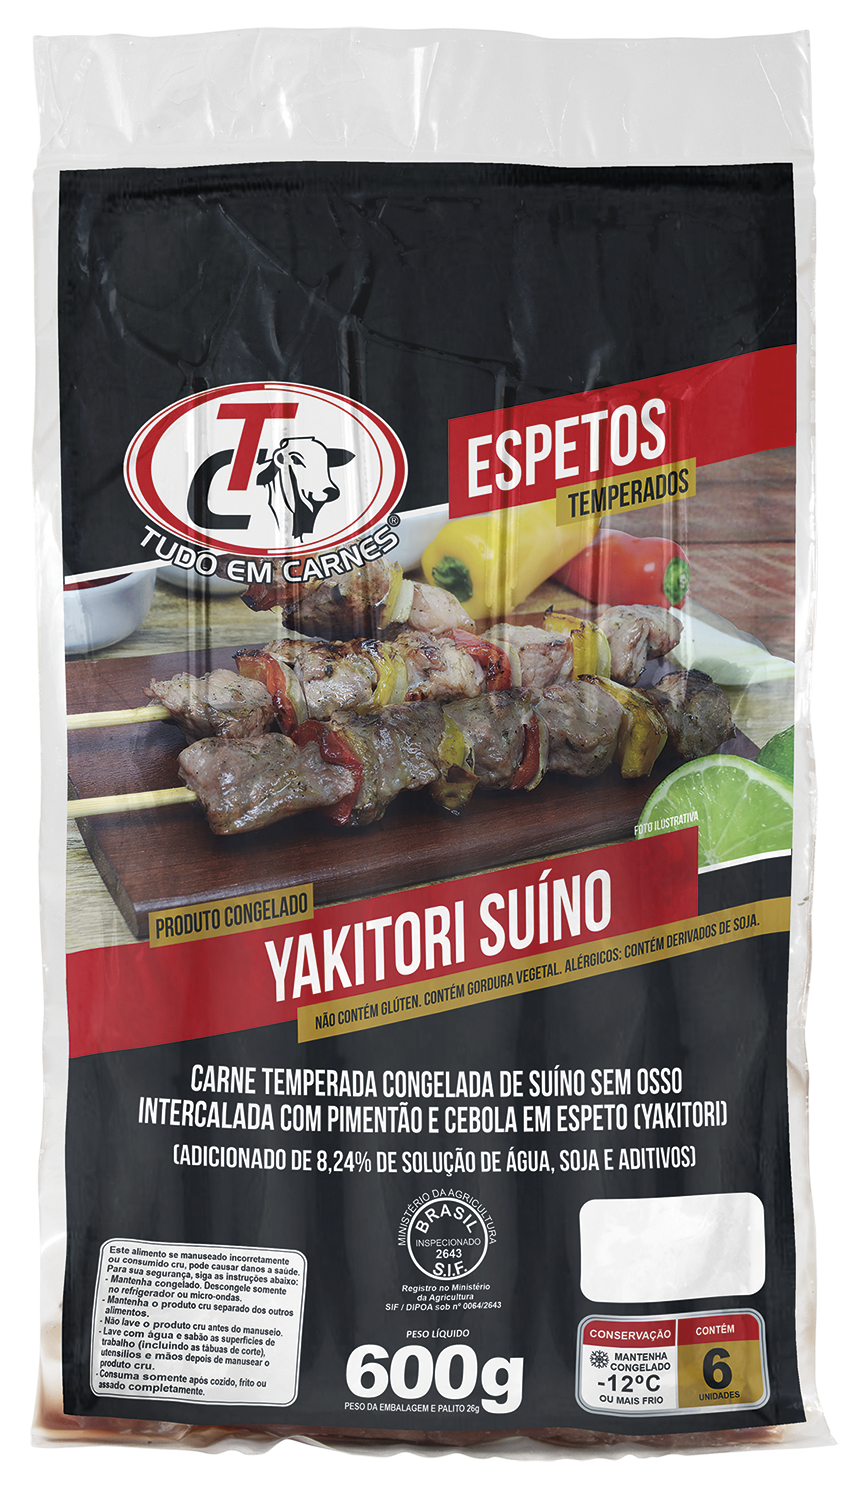 ESPETOS
TEMPERADOS
TC
TUDO EM CARNES®
FOTO ILUSTRATIVA
PRODUTO CONGELADO
YAKITORI SUÍNO
NÃO CONTÉM GLÚTEN. CONTÉM GORDURA VEGETAL. ALÉRGICOS: CONTÉM DERIVADOS DE SOJA.
CARNE TEMPERADA CONGELADA DE SUÍNO SEM OSSO
INTERCALADA COM PIMENTÃO E CEBOLA EM ESPETO (YAKITORI)
(ADICIONADO DE 8,24% DE SOLUÇÃO DE ÁGUA, SOJA E ADITIVOS)
MINISTÉRIO DA AGRICULTURA
BRASIL
INSPECIONADO
2643
S.I.F.
Registro no Ministério
da Agricultura
SIF / DIPOA sob nº 0064/2643
Este alimento se manuseado incorretamente
ou consumido cru, pode causar danos a saúde.
Para sua segurança, siga as instruções abaixo:
- Mantenha congelado. Descongele somente
no refrigerador ou micro-ondas.
- Mantenha o produto cru separado dos outros
alimentos.
- Não lave o produto cru antes do manuseio.
- Lave com água e sabão as superfícies de
trabalho (incluindo as tábuas de corte),
utensílios e mãos depois de manusear o
produto cru.
- Consuma somente após cozido, frito ou
assado completamente.
PESO LÍQUIDO
600g
PESO DA EMBALAGEM E PALITO 26g
CONSERVAÇÃO
MANTENHA
CONGELADO
-12ºC
OU MAIS FRIO
CONTÉM
6
UNIDADES